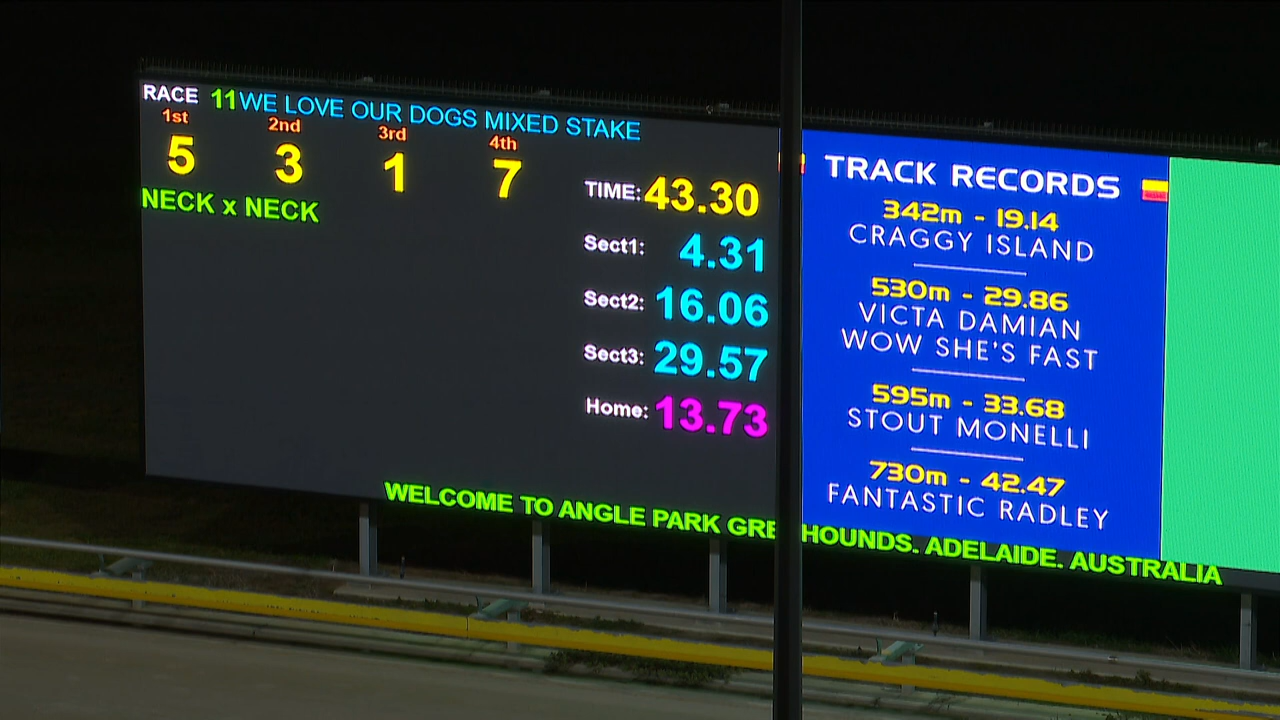 RACE 11 WE LOVE OUR DOGS MIXED STAKE
1st 2nd 3rd 4th
5 3 1 7
NECK x NECK
TIME: 43.30
Sect1: 4.31
Sect2: 16.06
Sect3: 29.57
Home: 13.73
TRACK RECORDS
342m - 19.14
CRAGGY ISLAND
530m - 29.86
VICTA DAMIAN
WOW SHE'S FAST
595m - 33.68
STOUT MONELLI
730m - 42.47
FANTASTIC RADLEY
WELCOME TO ANGLE PARK GRE HOUNDS. ADELAIDE. AUSTRALIA